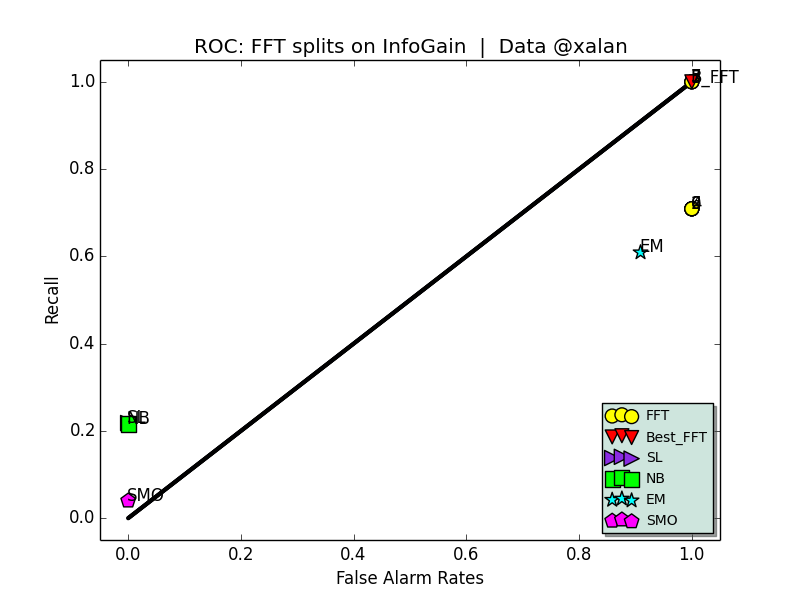 ROC: FFT splits on InfoGain | Data @xalan
Recall
1.0
0.8
0.6
0.4
0.2
0.0
_FFT
EM
NB
SMO
FFT
Best_FFT
SL
NB
EM
SMO
0.0 0.2 0.4 0.6 0.8 1.0
False Alarm Rates